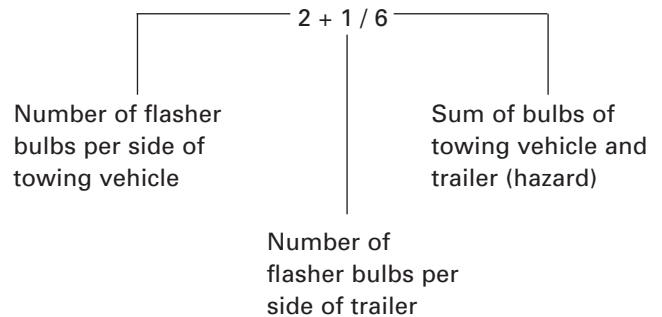 2 + 1 / 6
Number of flasher
bulbs per side of
towing vehicle
Sum of bulbs of
towing vehicle and
trailer (hazard)
Number of
flasher bulbs per
side of trailer